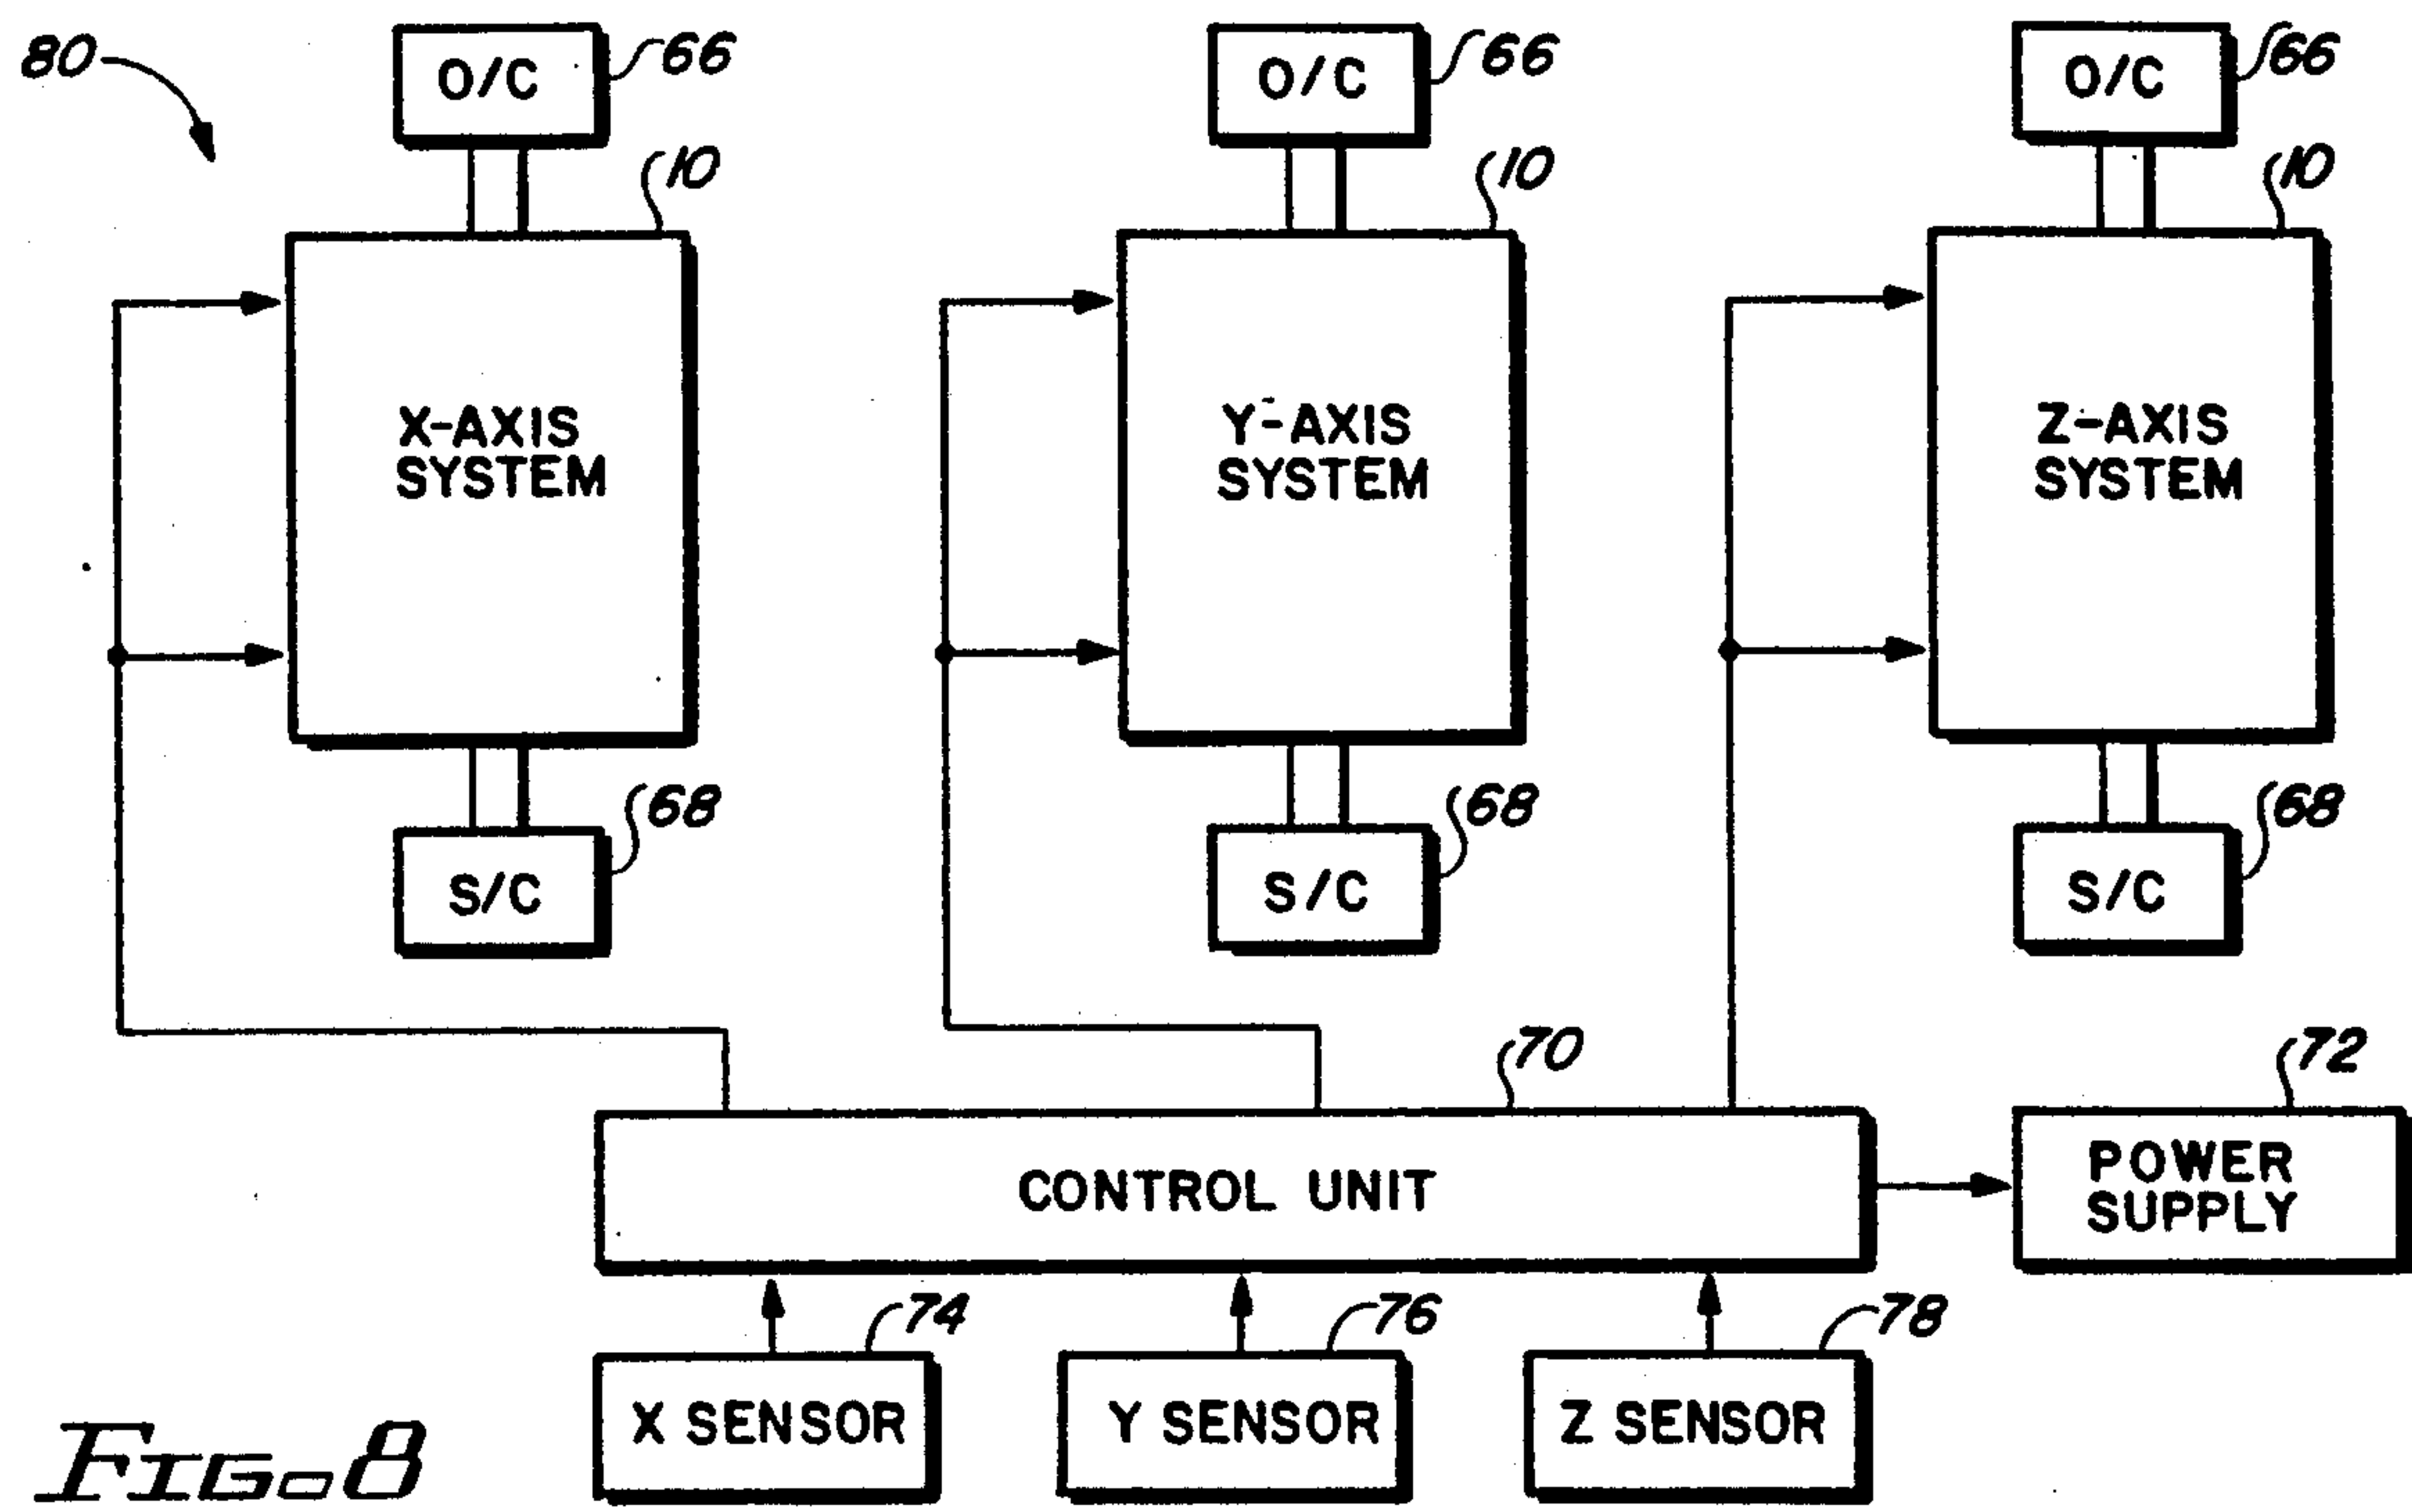 80
O/C
66
O/C
66
O/C
66
10
10
10
X-AXIS
SYSTEM
Y-AXIS
SYSTEM
Z-AXIS
SYSTEM
68
68
68
S/C
S/C
S/C
70
72
CONTROL UNIT
POWER
SUPPLY
74
76
78
X SENSOR
Y SENSOR
Z SENSOR
FIG. 8